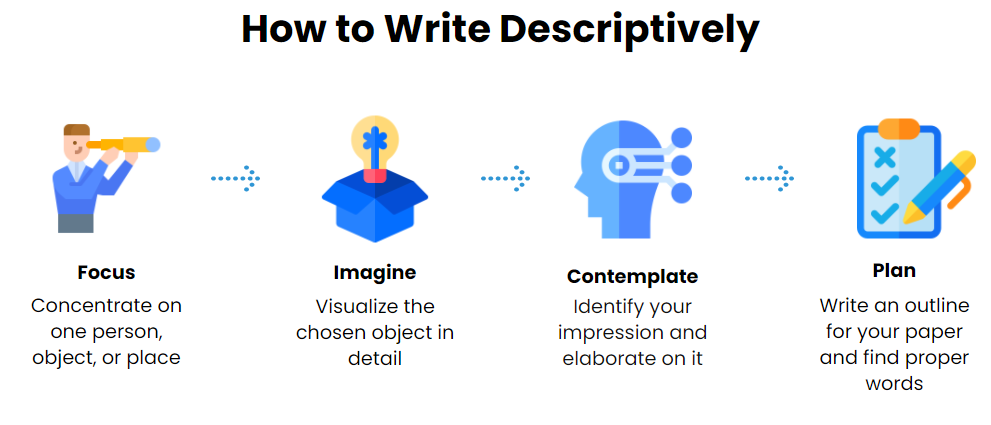 How to Write Descriptively
Focus
Concentrate on
one person,
object, or place
Imagine
Visualize the
chosen object in
detail
Contemplate
Identify your
impression and
elaborate on it
Plan
Write an outline
for your paper
and find proper
words